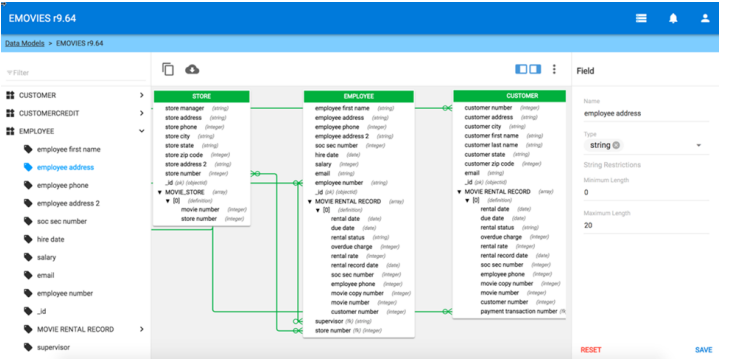 EMOVIES r9.64
Data Models > EMOVIES r9.64
Filter
CUSTOMER
CUSTOMERCREDIT
EMPLOYEE
employee first name
employee address
employee phone
employee address 2
soc sec number
hire date
salary
email
employee number
_id
MOVIE RENTAL RECORD
supervisor
STORE
store manager (string)
store address (string)
store phone (integer)
store city (string)
store state (string)
store zip code (integer)
store address 2 (string)
store number (integer)
_id (pk) (objectId)
MOVIE_STORE (array)
[0] (definition)
movie number (integer)
store number (integer)
EMPLOYEE
employee first name (string)
employee address (string)
employee phone (integer)
employee address 2 (string)
soc sec number (integer)
hire date (date)
salary (integer)
email (string)
employee number (string)
_id (pk) (objectId)
MOVIE RENTAL RECORD (array)
[0] (definition)
rental date (date)
due date (date)
rental status (string)
overdue charge (integer)
rental rate (integer)
rental record date (date)
soc sec number (integer)
employee phone (integer)
movie copy number (integer)
movie number (integer)
customer number (integer)
supervisor (fk) (string)
store number (fk) (integer)
CUSTOMER
customer number (integer)
customer address (string)
customer city (string)
customer first name (string)
customer last name (string)
customer state (string)
customer zip code (integer)
email (string)
_id (pk) (objectId)
MOVIE RENTAL RECORD (array)
[0] (definition)
rental date (date)
due date (date)
rental status (string)
overdue charge (integer)
rental rate (integer)
rental record date (date)
soc sec number (integer)
employee phone (integer)
movie copy number (integer)
movie number (integer)
customer number (integer)
payment transaction number (fk
Field
Name
employee address
Type
string
String Restrictions
Minimum Length
0
Maximum Length
20
RESET
SAVE